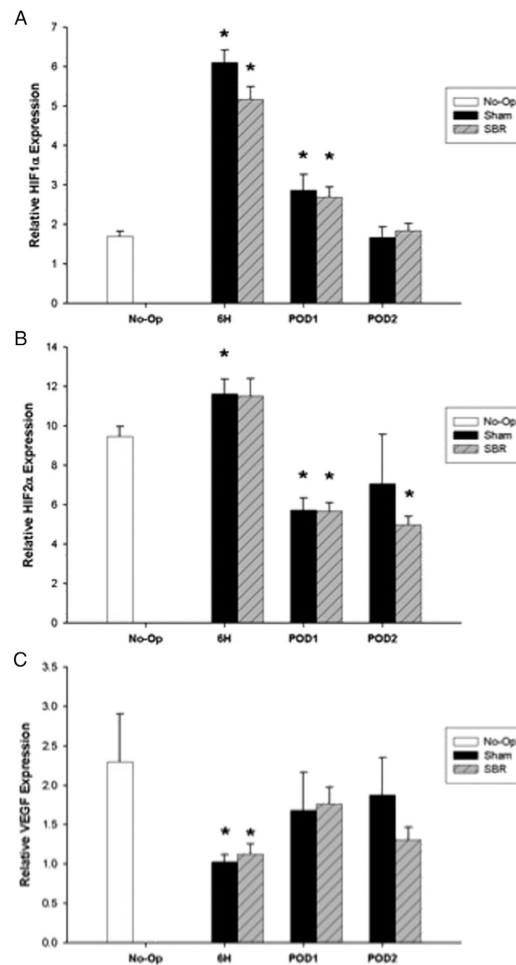 A
Relative HIF1α Expression
7
6
5
4
3
2
1
0
* *
* *
No-Op 6H POD1 POD2
No-Op
Sham
SBR
B
Relative HIF2α Expression
14
12
10
8
6
4
2
0
*
* *
*
No-Op 6H POD1 POD2
No-Op
Sham
SBR
C
Relative VEGF Expression
3.5
3.0
2.5
2.0
1.5
1.0
0.5
0.0
* *
No-Op 6H POD1 POD2
No-Op
Sham
SBR